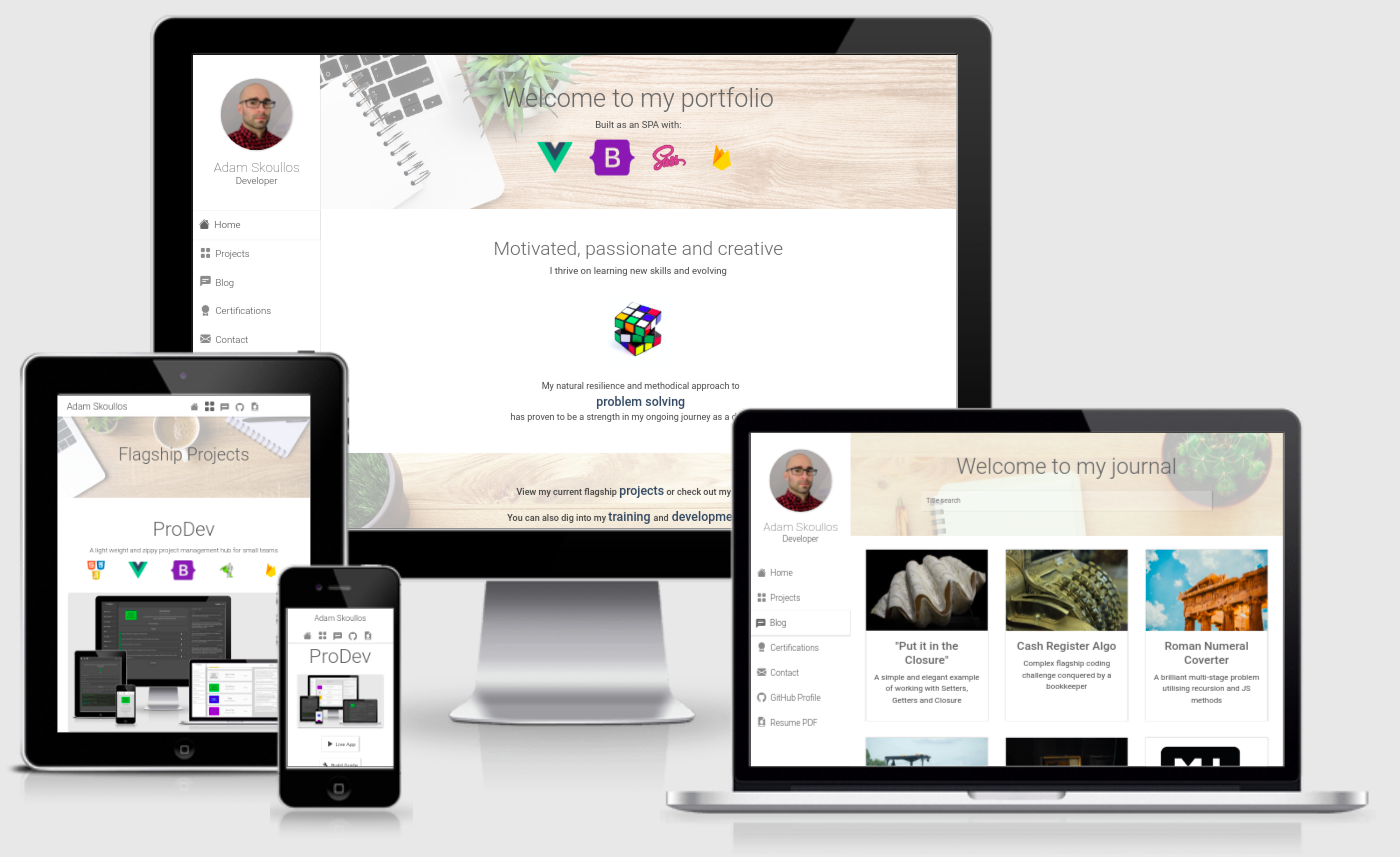 Adam Skoullos
Developer
Home
Projects
Blog
Certifications
Contact
Welcome to my portfolio
Built as an SPA with:
B
Sass
Motivated, passionate and creative
I thrive on learning new skills and evolving
My natural resilience and methodical approach to
problem solving
has proven to be a strength in my ongoing journey as a d
View my current flagship projects or check out my
You can also dig into my training and developme
Adam Skoullos
Flagship Projects
ProDev
A light weight and zippy project management hub for small teams
B
Adam Skoullos
ProDev
Live App
Adam Skoullos
Developer
Home
Projects
Blog
Certifications
Contact
GitHub Profile
Resume PDF
Welcome to my journal
Title search
"Put it in the
Closure"
A simple and elegant example
of working with Setters,
Getters and Closure
Cash Register Algo
Complex flagship coding
challenge conquered by a
bookkeeper
Roman Numeral
Coverter
A brilliant multi-stage problem
utilising recursion and JS
methods